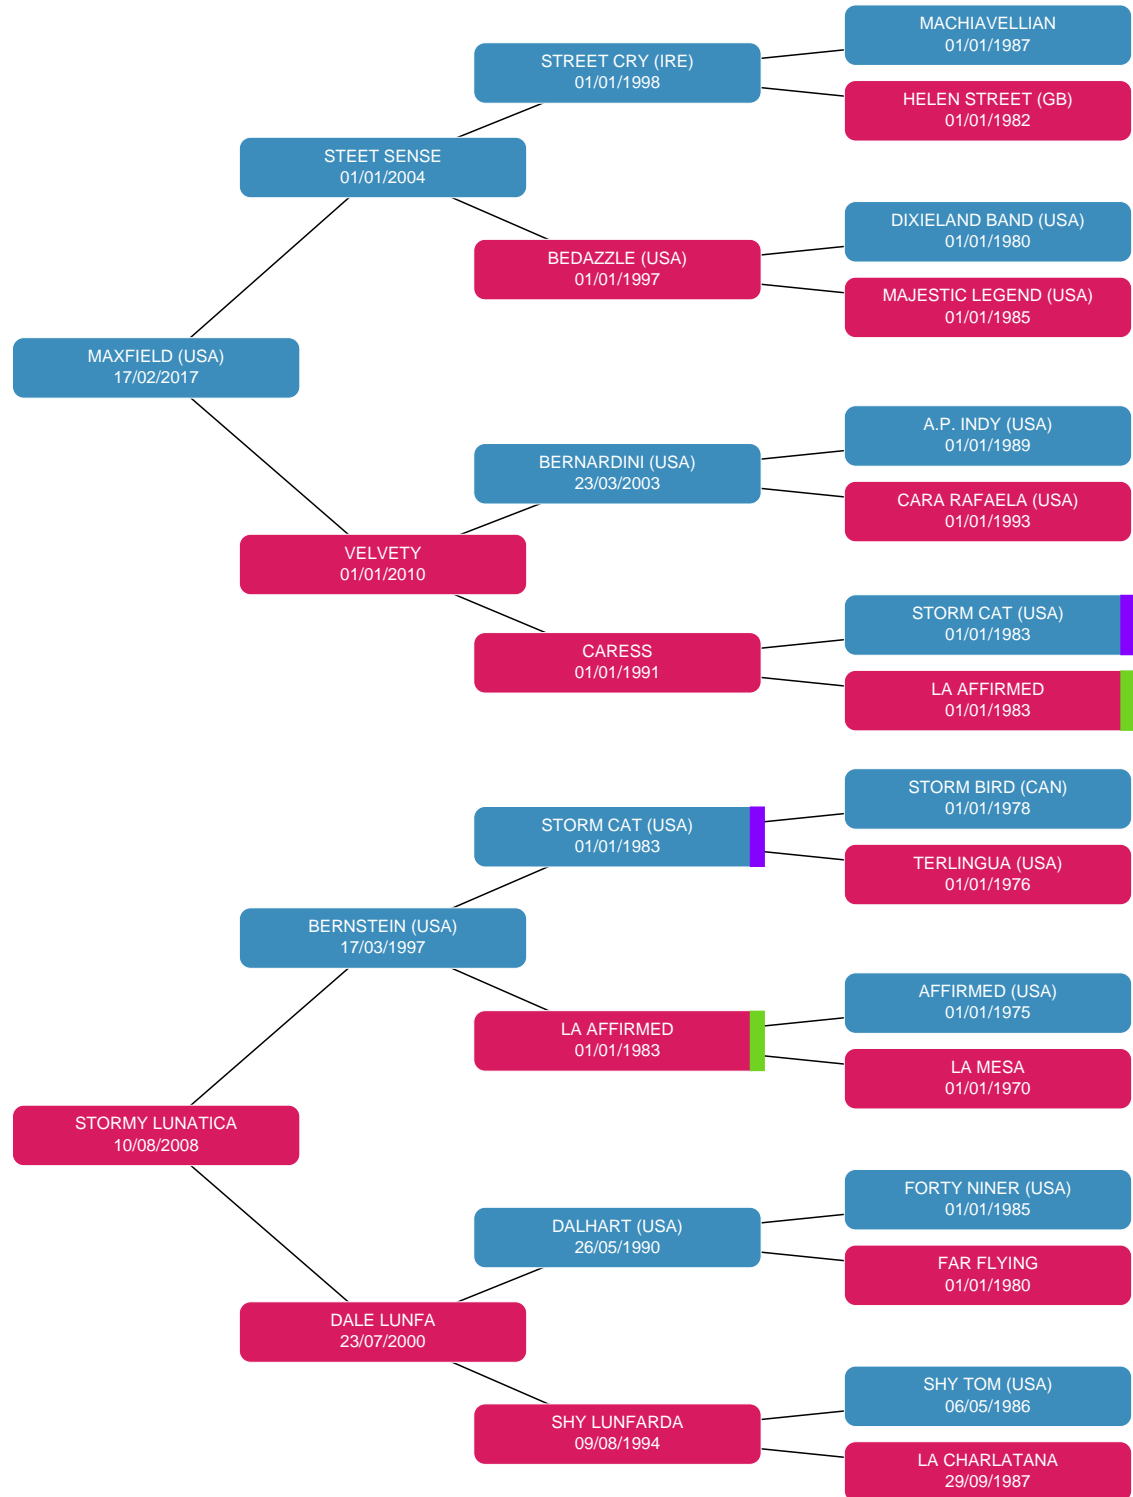 MACHIAVELLIAN
01/01/1987
STREET CRY (IRE)
01/01/1998
HELEN STREET (GB)
01/01/1982
STEET SENSE
01/01/2004
DIXIELAND BAND (USA)
01/01/1980
BEDAZZLE (USA)
01/01/1997
MAJESTIC LEGEND (USA)
01/01/1985
MAXFIELD (USA)
17/02/2017
A.P. INDY (USA)
01/01/1989
BERNARDINI (USA)
23/03/2003
CARA RAFAELA (USA)
01/01/1993
VELVETY
01/01/2010
STORM CAT (USA)
01/01/1983
CARESS
01/01/1991
LA AFFIRMED
01/01/1983
STORM BIRD (CAN)
01/01/1978
STORM CAT (USA)
01/01/1983
TERLINGUA (USA)
01/01/1976
BERNSTEIN (USA)
17/03/1997
AFFIRMED (USA)
01/01/1975
LA AFFIRMED
01/01/1983
LA MESA
01/01/1970
STORMY LUNATICA
10/08/2008
FORTY NINER (USA)
01/01/1985
DALHART (USA)
26/05/1990
FAR FLYING
01/01/1980
DALE LUNFA
23/07/2000
SHY TOM (USA)
06/05/1986
SHY LUNFARDA
09/08/1994
LA CHARLATANA
29/09/1987